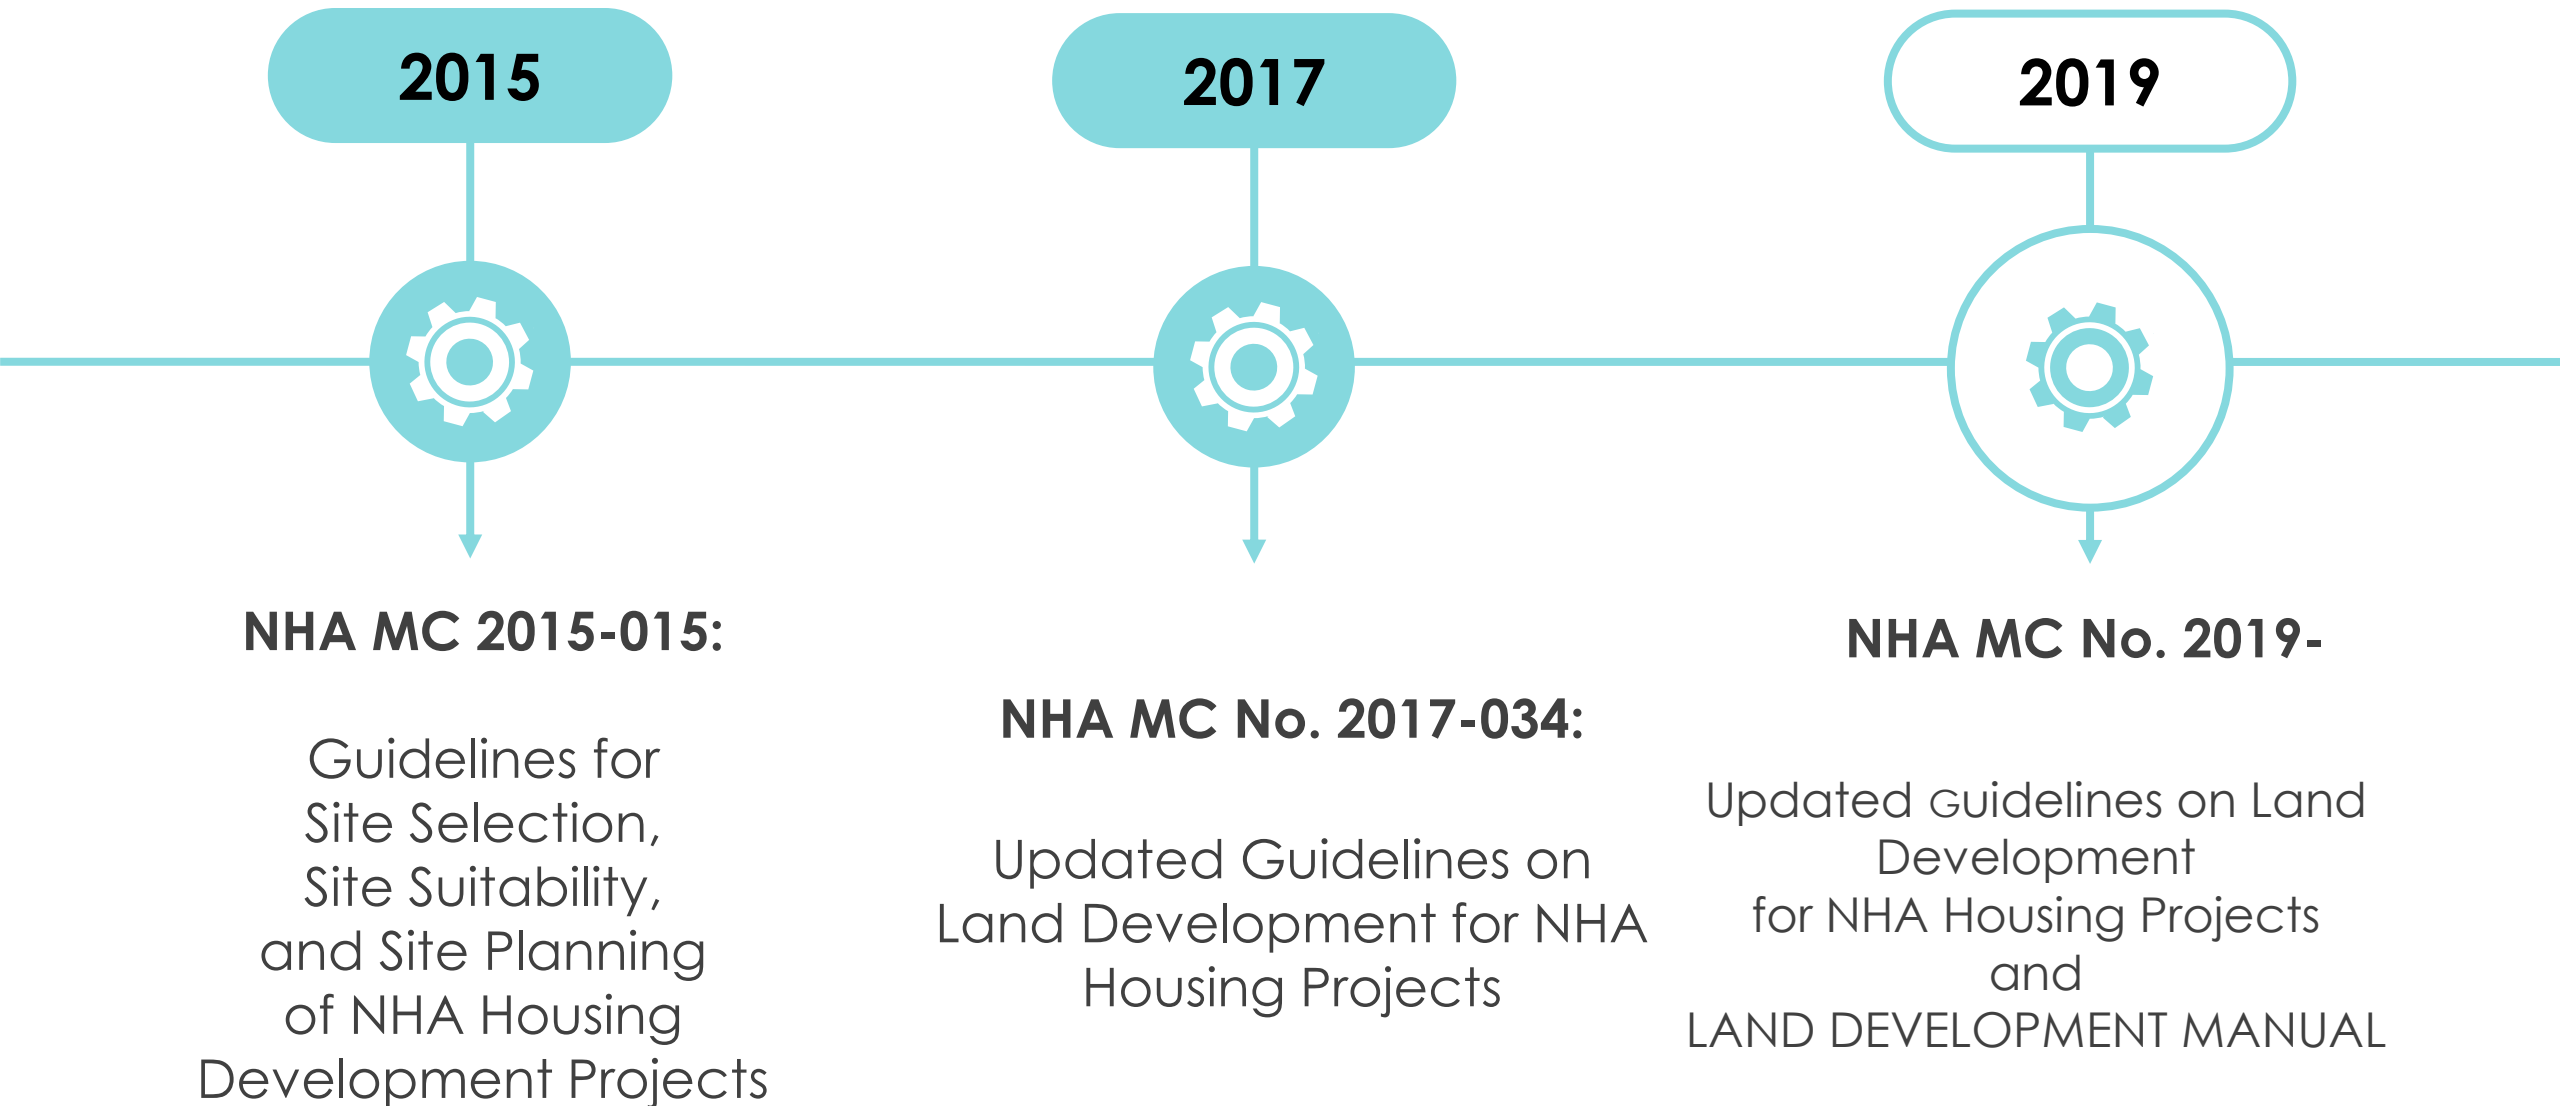 2015
2017
2019
NHA MC 2015-015:
Guidelines for
Site Selection,
Site Suitability,
and Site Planning
of NHA Housing
Development Projects
NHA MC No. 2017-034:
Updated Guidelines on
Land Development for NHA
Housing Projects
NHA MC No. 2019-
Updated Guidelines on Land
Development
for NHA Housing Projects
and
LAND DEVELOPMENT MANUAL